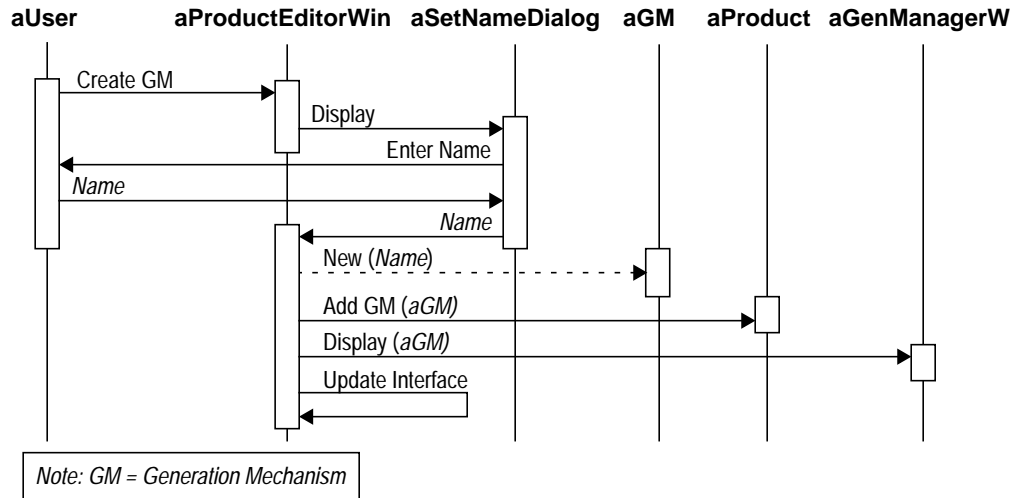 aUser aProductEditorWin aSetNameDialog aGM aProduct aGenManagerW
Create GM
Display
Enter Name
Name
Name
New (Name)
Add GM (aGM)
Display (aGM)
Update Interface
Note: GM = Generation Mechanism